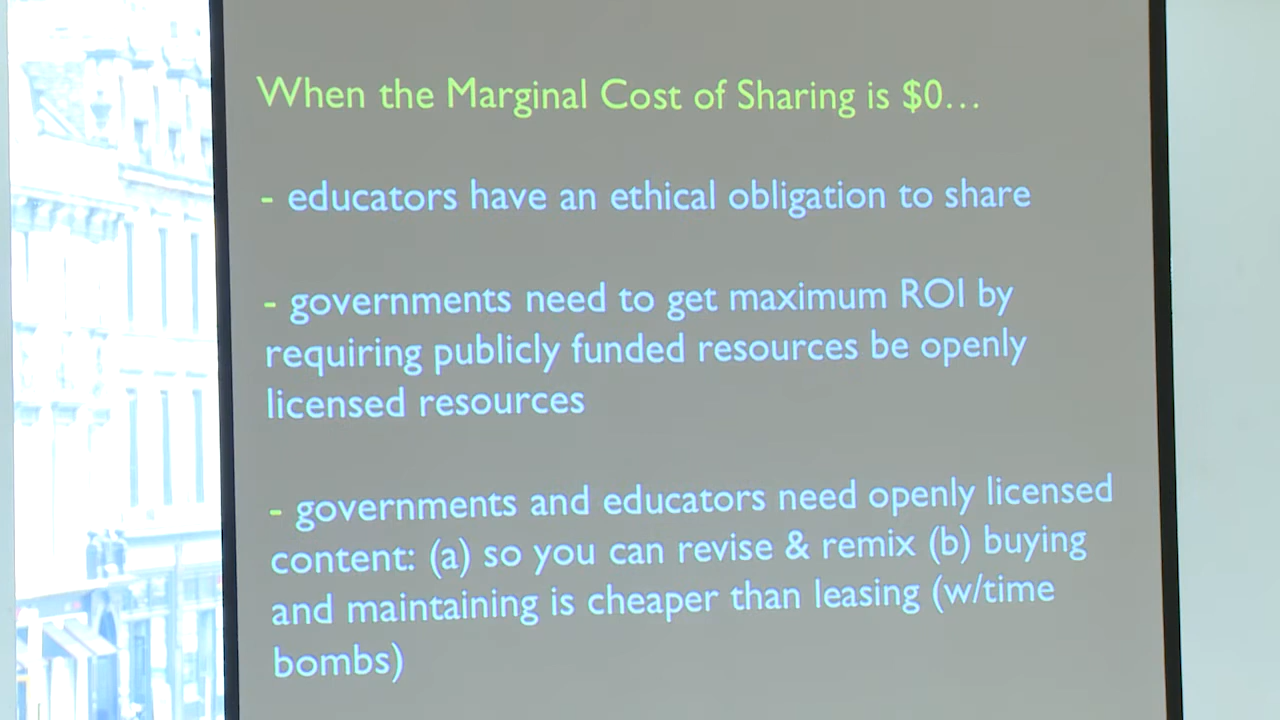 When the Marginal Cost of Sharing is $0...
- educators have an ethical obligation to share
- governments need to get maximum ROI by
requiring publicly funded resources be openly
licensed resources
- governments and educators need openly licensed
content: (a) so you can revise & remix (b) buying
and maintaining is cheaper than leasing (w/time
bombs)